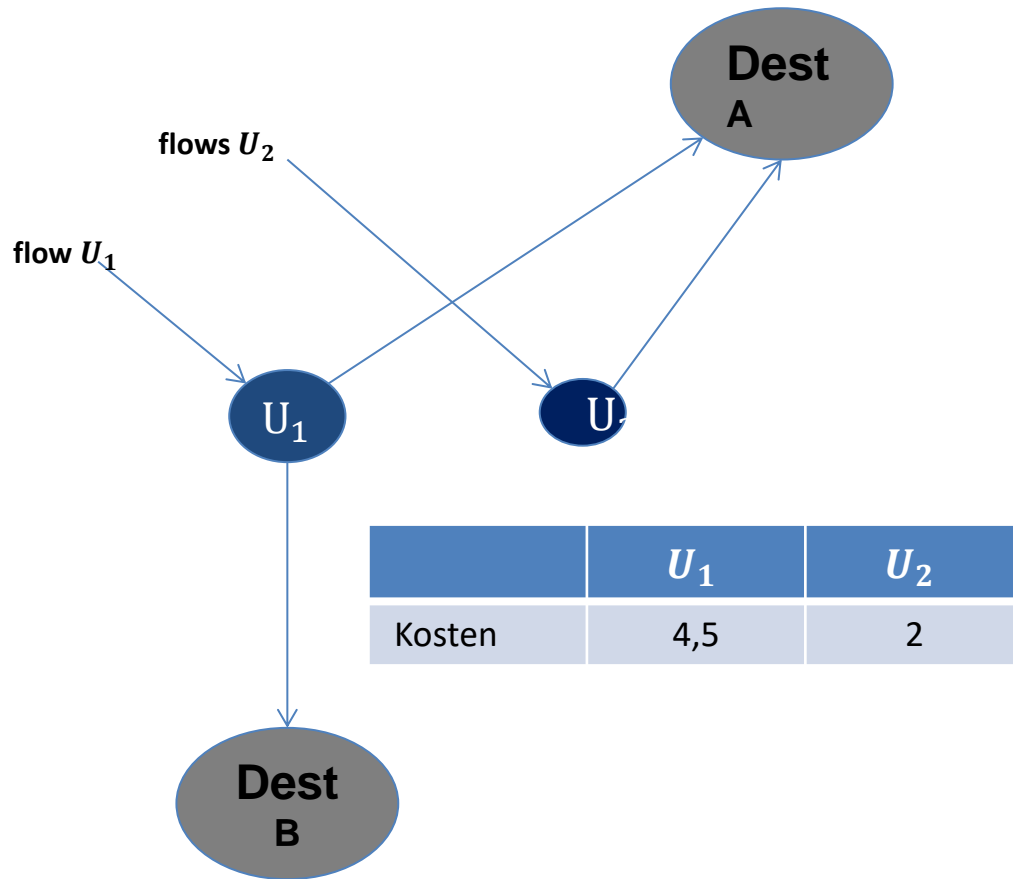 Dest
A
flows U₂
flow U₁
U₁
U
U₁ U₂
Kosten 4,5 2
Dest
B